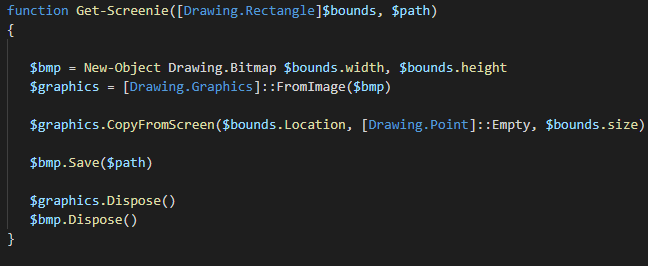 function Get-Screenie([Drawing.Rectangle]$bounds, $path)
{
$bmp = New-Object Drawing.Bitmap $bounds.width, $bounds.height
$graphics = [Drawing.Graphics]::FromImage($bmp)
$graphics.CopyFromScreen($bounds.Location, [Drawing.Point]::Empty, $bounds.size)
$bmp.Save($path)
$graphics.Dispose()
$bmp.Dispose()
}